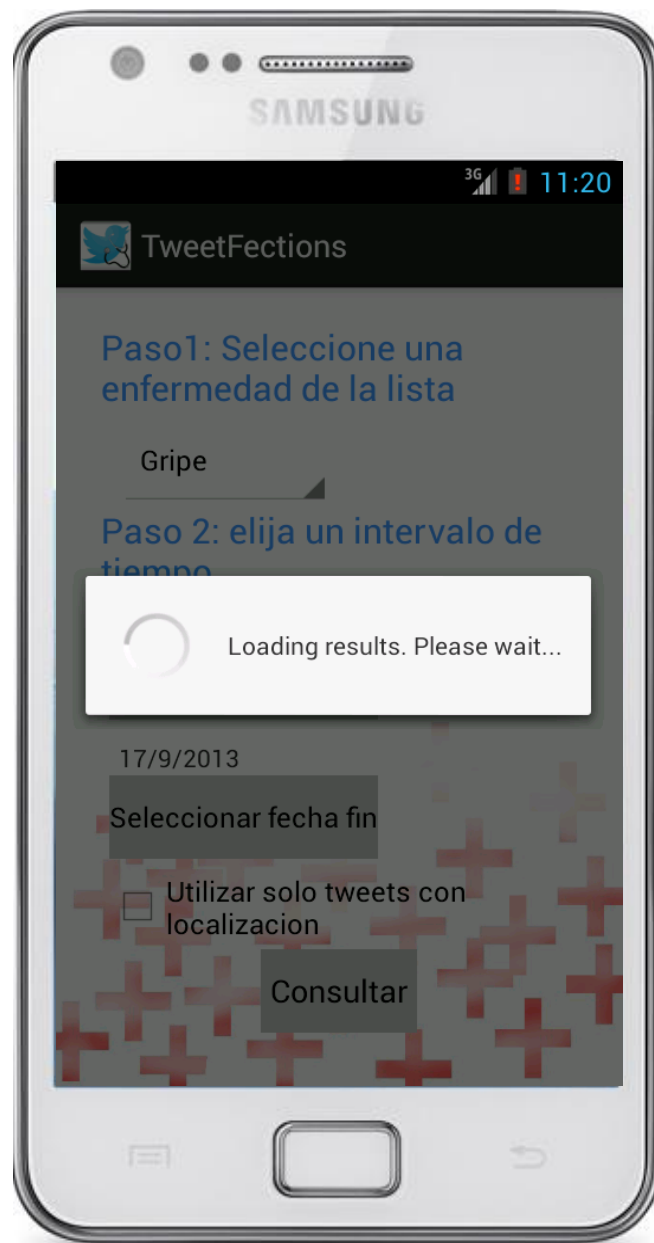 SAMSUNG
3G
11:20
TweetFections
Paso1: Seleccione una
enfermedad de la lista
Gripe
Paso 2: elija un intervalo de
tiempo
Loading results. Please wait...
17/9/2013
Seleccionar fecha fin
Utilizar solo tweets con
localizacion
Consultar